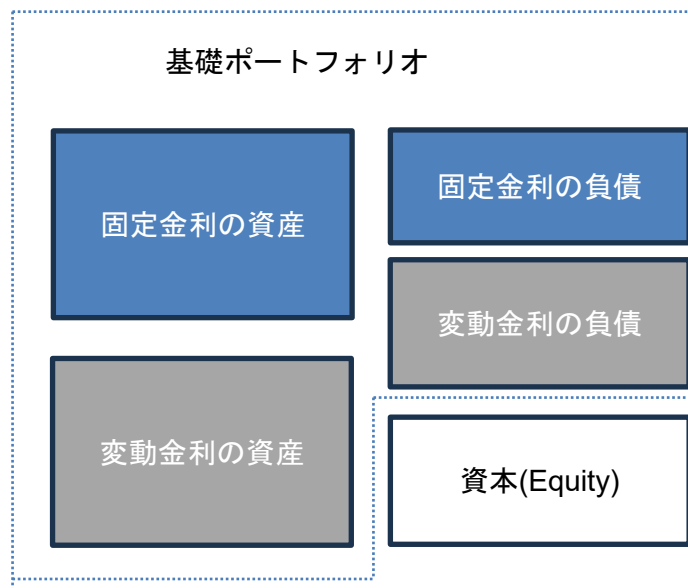 基礎ポートフォリオ
固定金利の資産
固定金利の負債
変動金利の負債
変動金利の資産
資本(Equity)